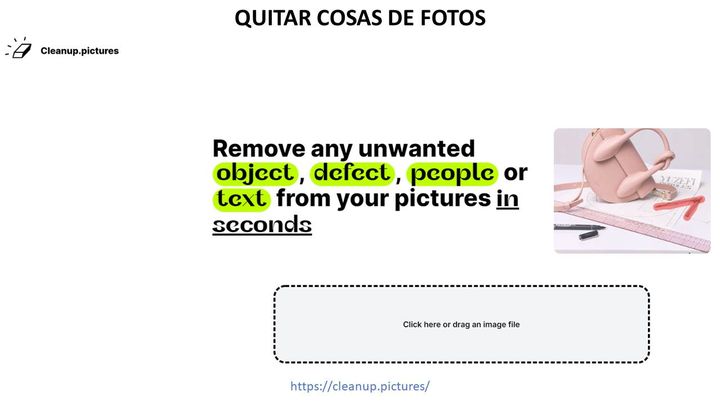 QUITAR COSAS DE FOTOS
Cleanup.pictures
Remove any unwanted
object, defect, people or
text from your pictures in
seconds
Click here or drag an image file
https://cleanup.pictures/